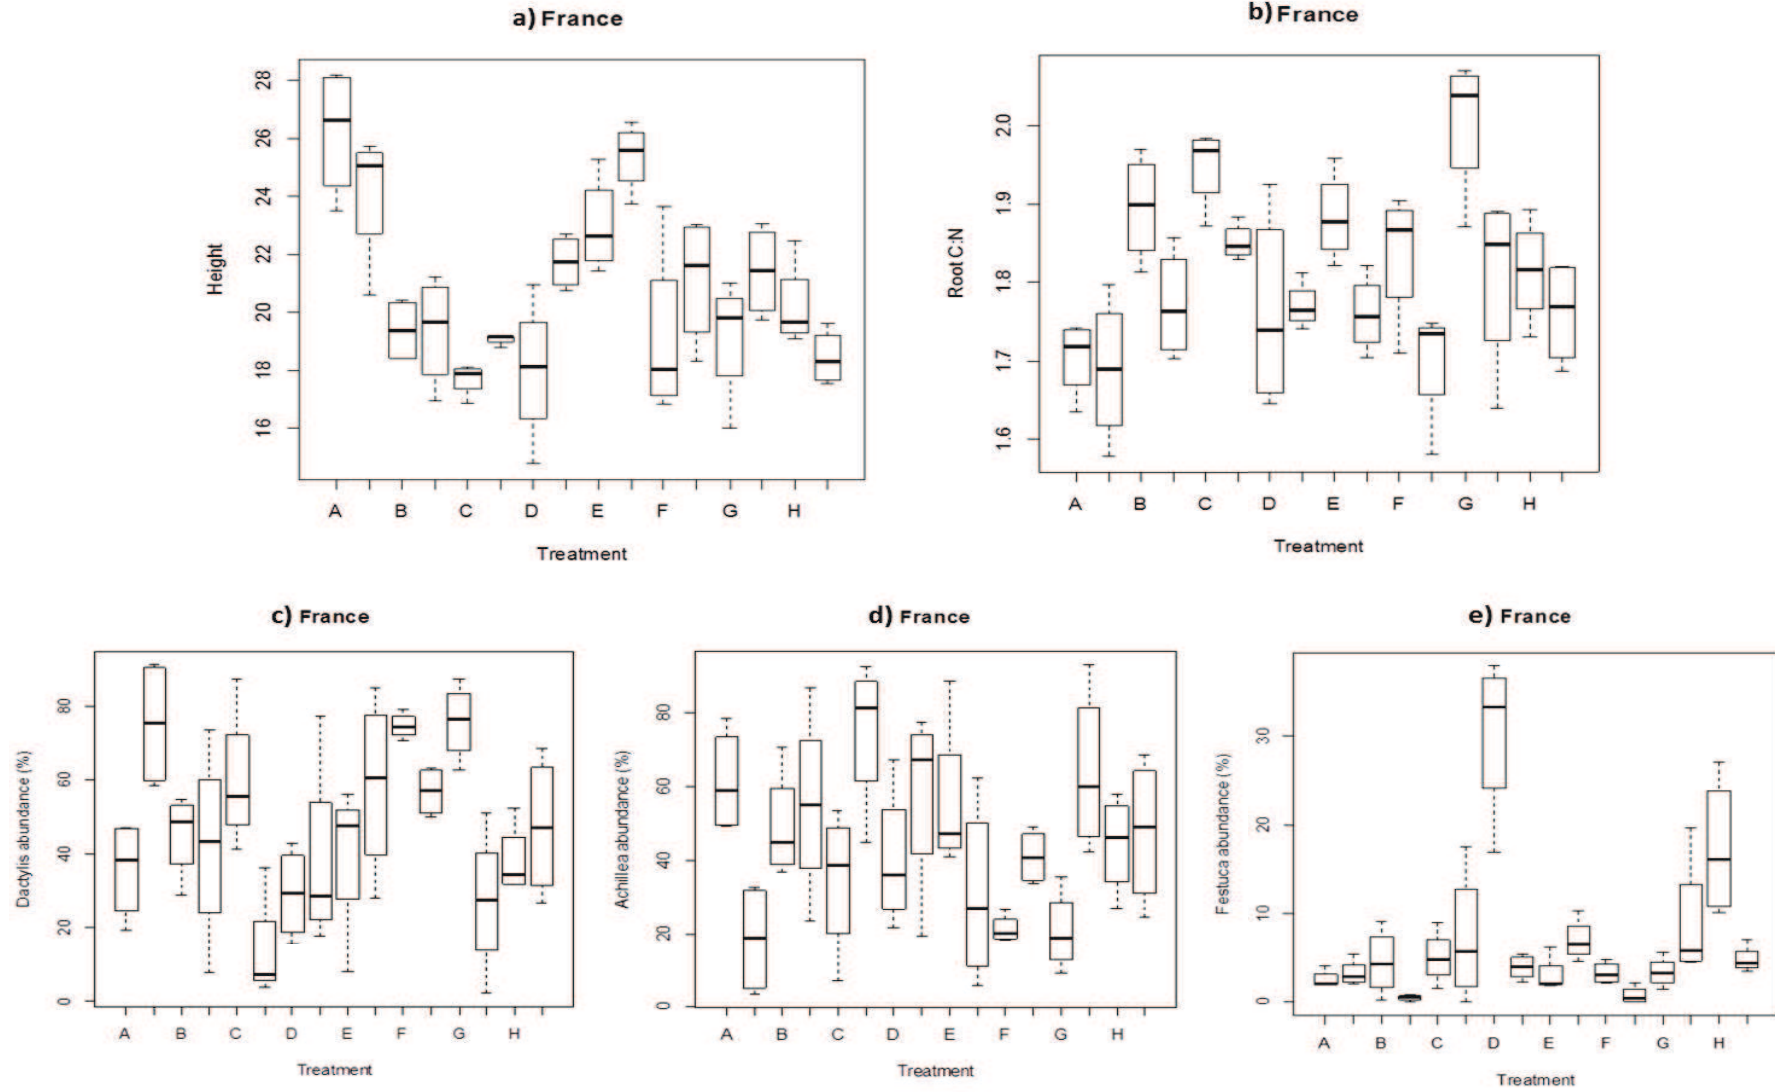 a) France
b) France
Height
28
26
24
22
20
18
16
A B C D E F G H
Treatment
Root C:N
2.0
1.9
1.8
1.7
1.6
A B C D E F G H
Treatment
c) France
d) France
e) France
Dactylis abundance (%)
80
60
40
20
0
A B C D E F G H
Treatment
Achillea abundance (%)
80
60
40
20
0
A B C D E F G H
Treatment
Festuca abundance (%)
30
20
10
0
A B C D E F G H
Treatment